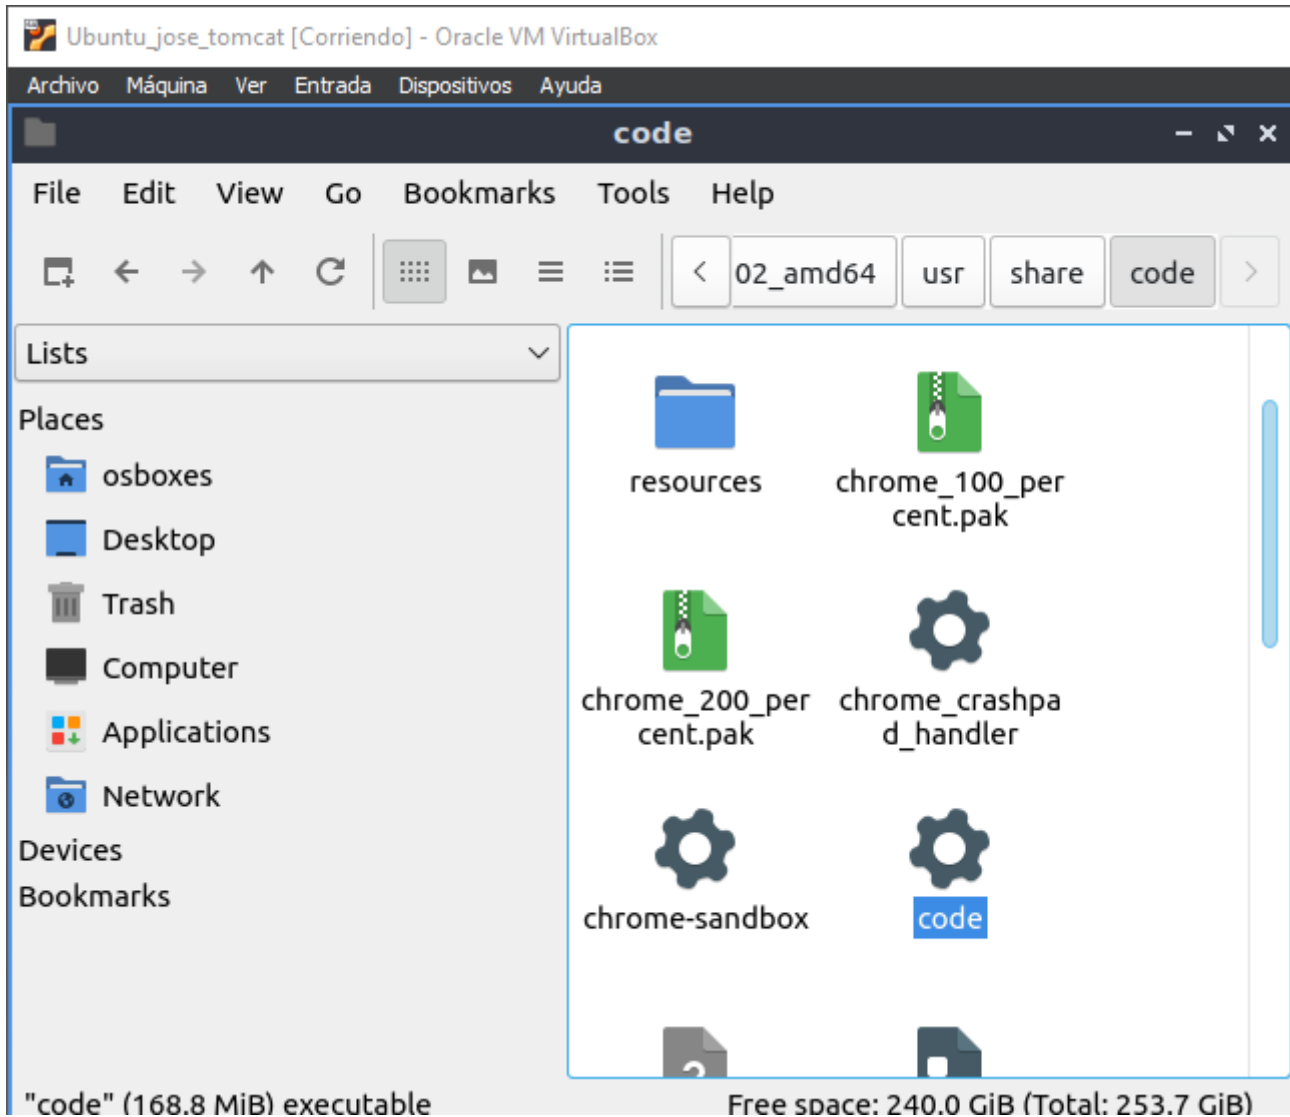 Ubuntu_jose_tomcat [Corriendo] - Oracle VM VirtualBox
Archivo Máquina Ver Entrada Dispositivos Ayuda
code
File Edit View Go Bookmarks Tools Help
02_amd64 usr share code
Lists
Places
osboxes
Desktop
Trash
Computer
Applications
Network
Devices
Bookmarks
resources
chrome_100_per
cent.pak
chrome_200_per
cent.pak
chrome_crashpa
d_handler
chrome-sandbox
code
"code" (168.8 MiB) executable
Free space: 240.0 GiB (Total: 253.7 GiB)